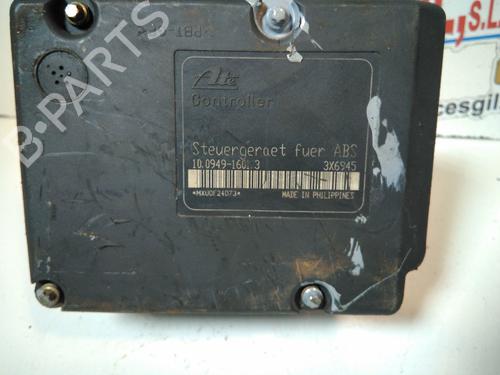 , S.L.
PBT-
Ate
Controller
Steuergeraet fuer ABS
10.0949-1601.3 3X6945
*MXU0F24073* MADE IN PHILIPPINES
cesgil
B-PARTS